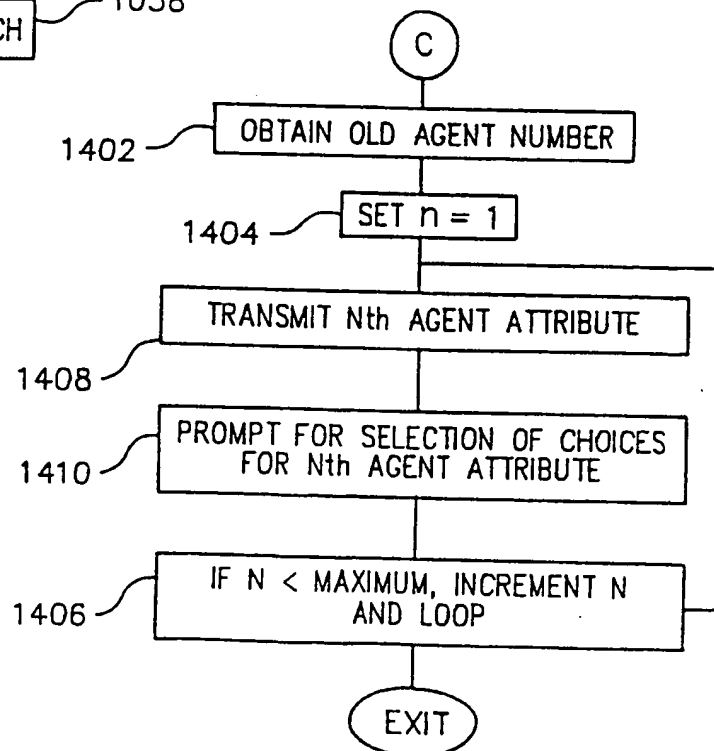 1058
CH
C
1402
OBTAIN OLD AGENT NUMBER
1404
SET n = 1
TRANSMIT Nth AGENT ATTRIBUTE
1408
PROMPT FOR SELECTION OF CHOICES
FOR Nth AGENT ATTRIBUTE
1410
IF N < MAXIMUM, INCREMENT N
AND LOOP
1406
EXIT